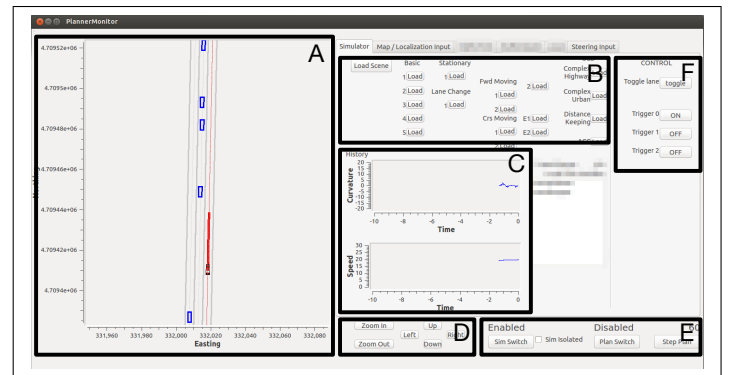 PlannerMonitor
Simulator Map / Localization Input Steering Input
A
4.70952e+06
4.7095e+06
4.70948e+06
4.70946e+06
4.70944e+06
4.70942e+06
4.7094e+06
331,960 331,980 332,000 332,020 332,040 332,060 332,080
Easting
Load Scene
Basic
1 Load
2 Load
3 Load
4 Load
5 Load
Stationary
1 Load
Lane Change
1 Load
Fwd Moving
1 Load
2 Load
Crs Moving
1 Load
E1 Load
E2 Load
Complex
Highway
Load
Complex
Urban
Load
Distance
Keeping
Load
B
CONTROL
F
Toggle lane toggle
Trigger 0 ON
Trigger 1 OFF
Trigger 2 OFF
History
C
Curvature
20
15
10
5
0
-5
-10
-15
-20
-10 -8 -6 -4 -2 0
Time
Speed
30
25
20
15
10
5
0
-10 -8 -6 -4 -2 0
Time
Zoom In Up
Left Right
Zoom Out Down
D
Enabled Disabled
Sim Switch Sim Isolated Plan Switch Step Plan
E